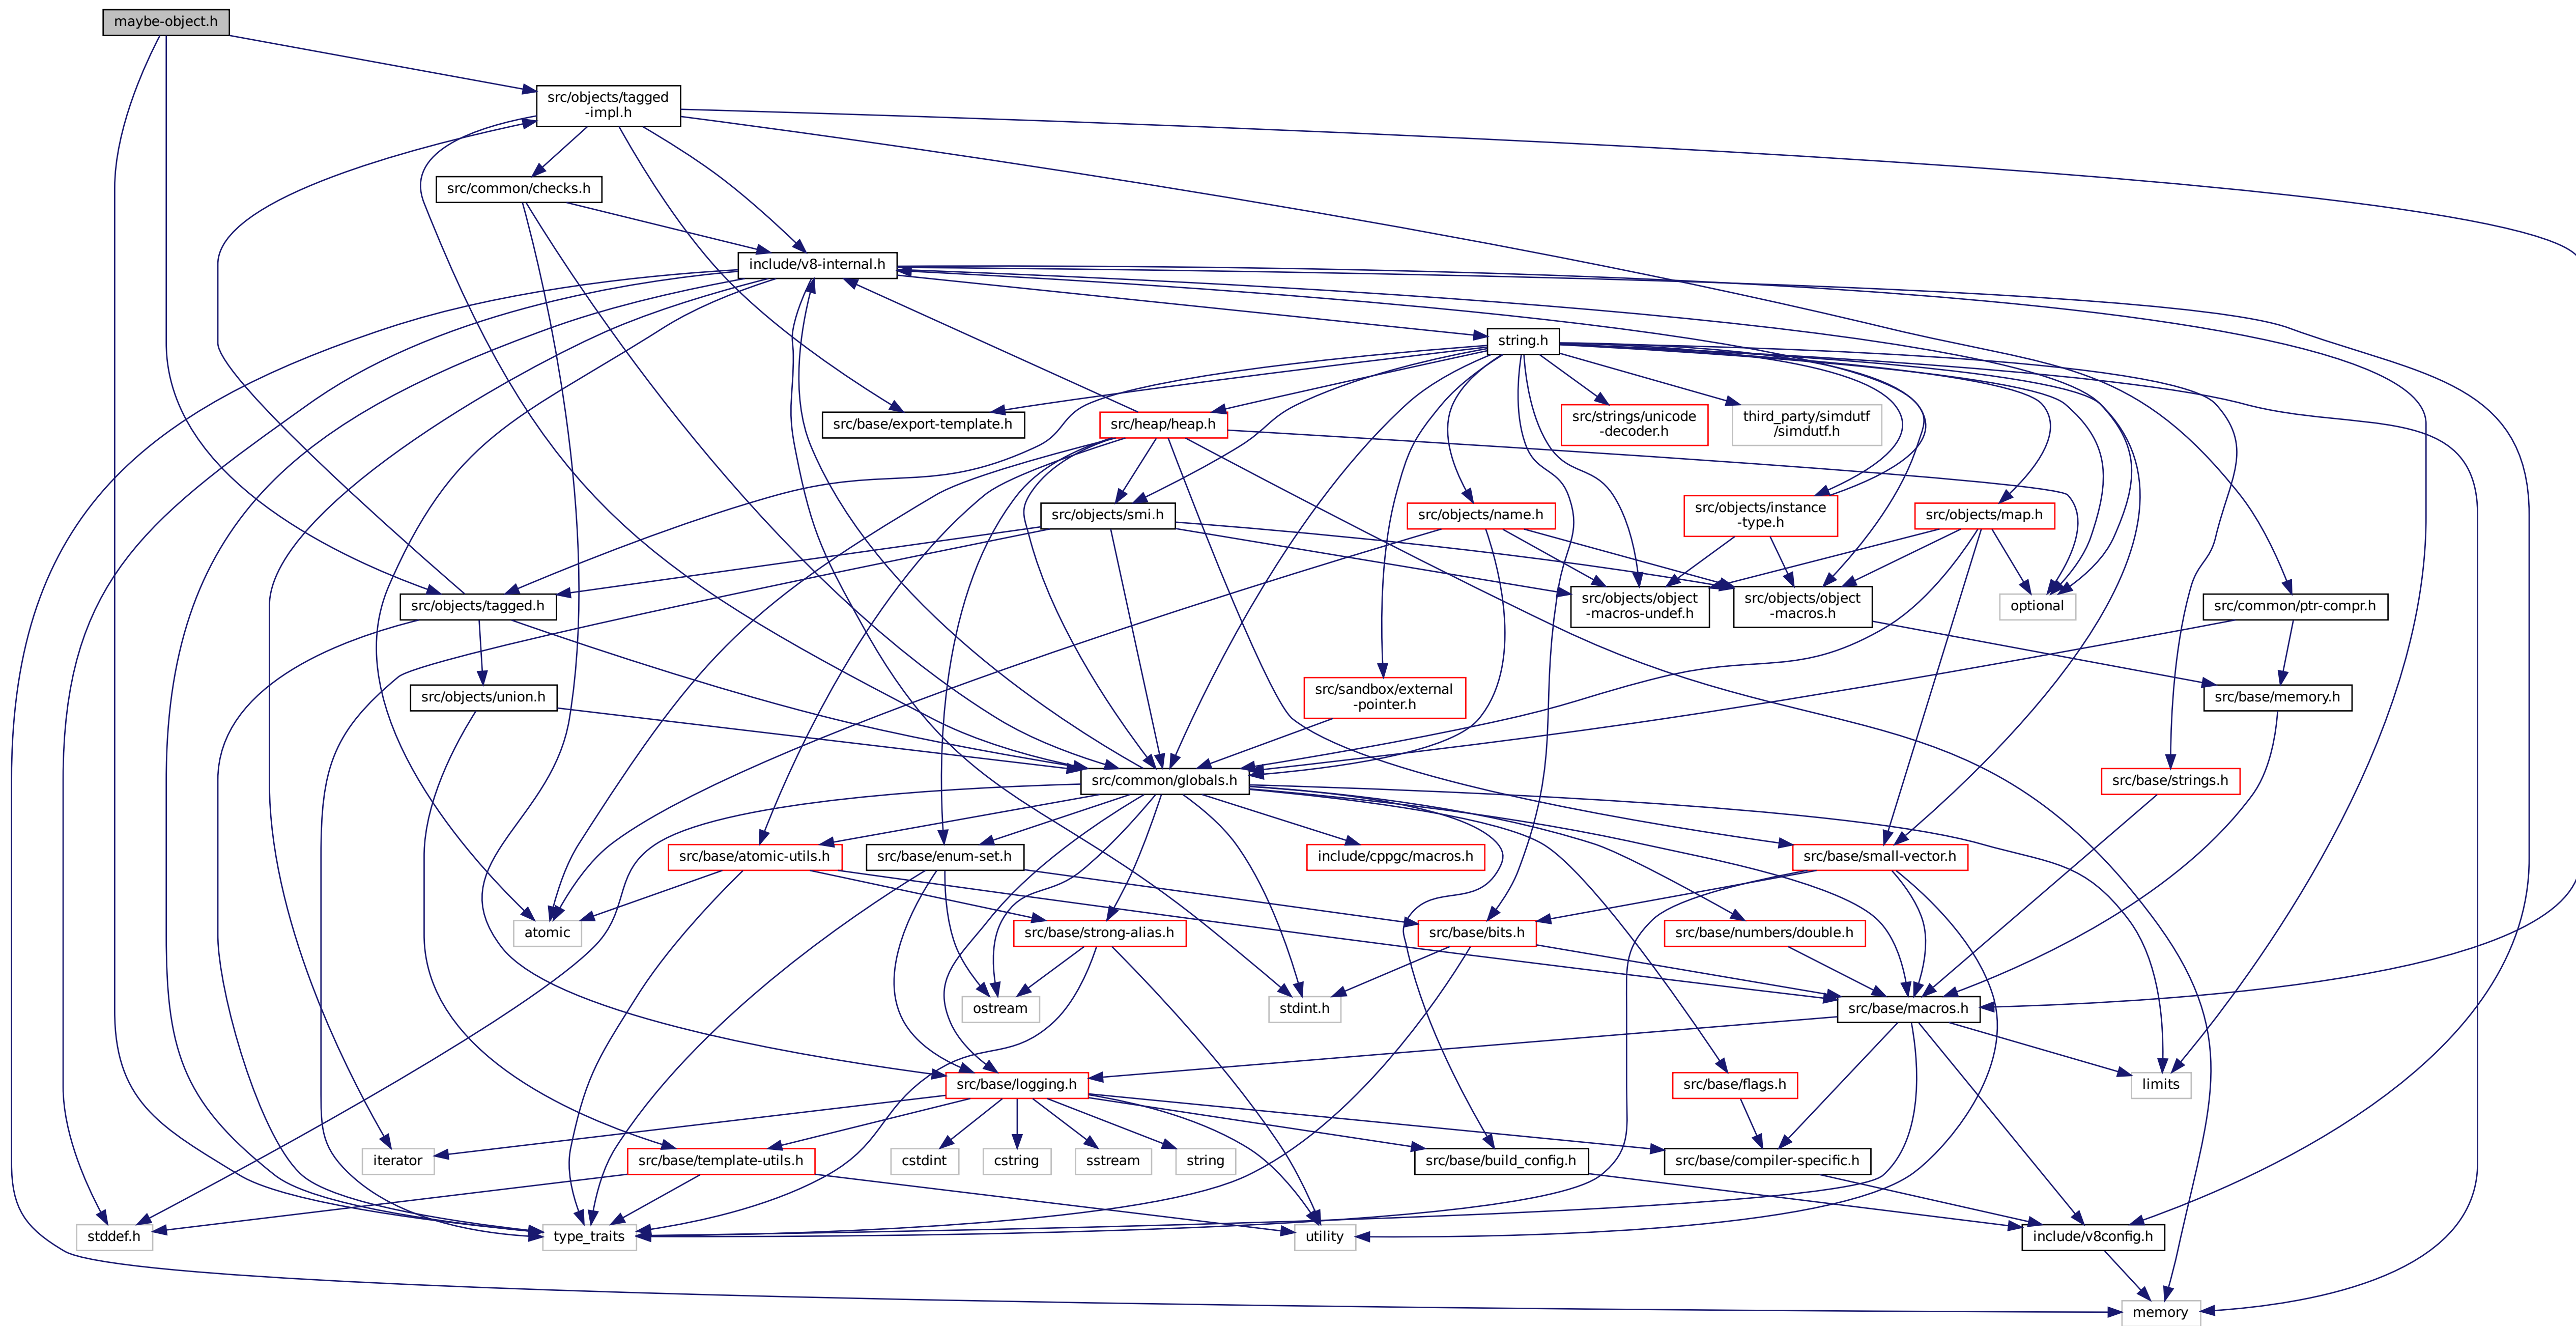 maybe-object.h
src/objects/tagged
-impl.h
src/common/checks.h
include/v8-internal.h
string.h
src/base/export-template.h
src/heap/heap.h
src/strings/unicode
-decoder.h
third_party/simdutf
/simdutf.h
src/objects/smi.h
src/objects/name.h
src/objects/instance
-type.h
src/objects/map.h
src/objects/tagged.h
src/objects/object
-macros-undef.h
src/objects/object
-macros.h
optional
src/common/ptr-compr.h
src/objects/union.h
src/sandbox/external
-pointer.h
src/base/memory.h
src/common/globals.h
src/base/strings.h
src/base/atomic-utils.h
src/base/enum-set.h
include/cppgc/macros.h
src/base/small-vector.h
atomic
src/base/strong-alias.h
src/base/bits.h
src/base/numbers/double.h
ostream
stdint.h
src/base/macros.h
src/base/logging.h
src/base/flags.h
limits
iterator
src/base/template-utils.h
cstdint
cstring
sstream
string
src/base/build_config.h
src/base/compiler-specific.h
stddef.h
type_traits
utility
include/v8config.h
memory